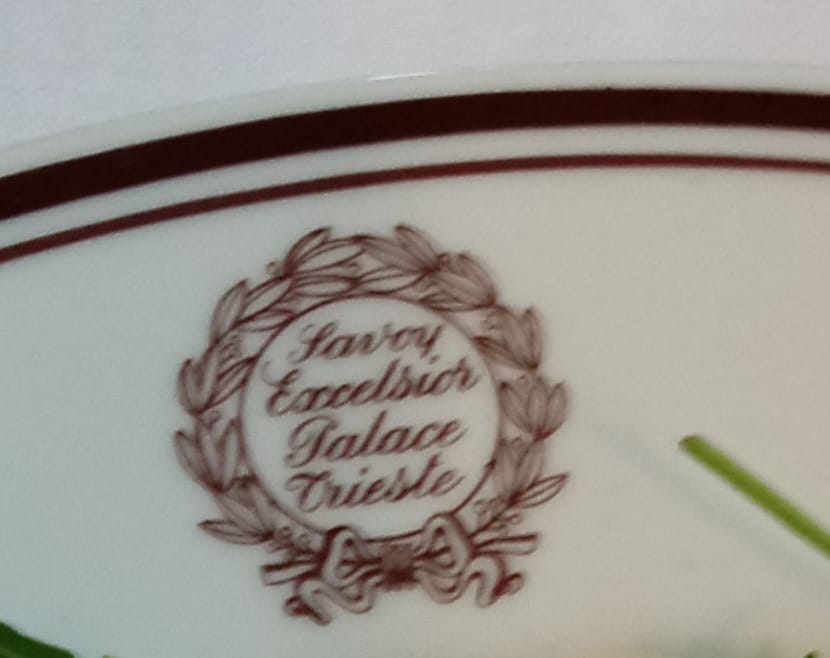 Savoy
Excelsior
Palace
Trieste